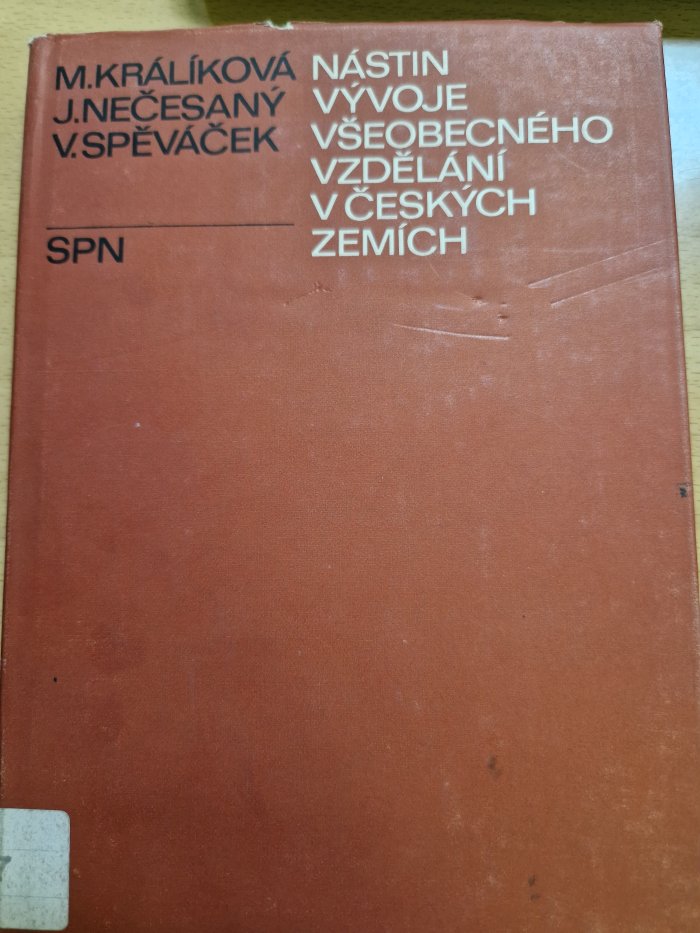 M.KRÁLÍKOVÁ
J.NEČESANÝ
V.SPĚVÁČEK
SPN
NÁSTIN
VÝVOJE
VŠEOBECNÉHO
VZDĚLÁNÍ
V ČESKÝCH
ZEMÍCH